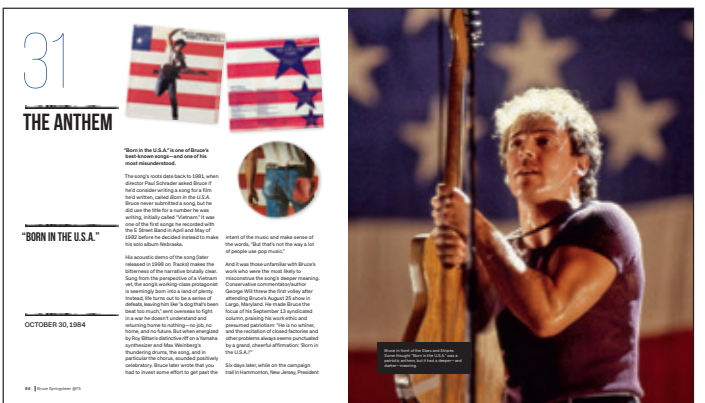 31
THE ANTHEM
"BORN IN THE U.S.A."
OCTOBER 30, 1984
"Born in the U.S.A." is one of Bruce's
best-known songs—and one of his
most misunderstood.
The song's roots date back to 1981, when
director Paul Schrader asked Bruce if
he'd consider writing a song for a film
he'd written, called Born in the U.S.A.
Bruce never submitted a song, but he
did use the title for a number he was
writing, initially called "Vietnam." It was
one of the first songs he recorded with
the E Street Band in April and May of
1982 before he decided instead to make
his solo album Nebraska.
His acoustic demo of the song (later
released in 1998 on Tracks) makes the
bitterness of the narrative brutally clear.
Sung from the perspective of a Vietnam
vet, the song's working-class protagonist
is seemingly born into a land of plenty.
Instead, life turns out to be a series of
defeats, leaving him like "a dog that's been
beat too much," sent overseas to fight
in a war he doesn't understand and
returning home to nothing—no job, no
home, and no future. But when energized
by Roy Bittan's distinctive riff on a Yamaha
synthesizer and Max Weinberg's
thundering drums, the song, and in
particular the chorus, sounded positively
celebratory. Bruce later wrote that you
had to invest some effort to get past the
intent of the music and make sense of
the words, "But that's not the way a lot
of people use pop music."
And it was those unfamiliar with Bruce's
work who were the most likely to
misconstrue the song's deeper meaning.
Conservative commentator/author
George Will threw the first volley after
attending Bruce's August 25 show in
Largo, Maryland. He made Bruce the
focus of his September 13 syndicated
column, praising his work ethic and
presumed patriotism: "He is no whiner,
and the recitation of closed factories and
other problems always seems punctuated
by a grand, cheerful affirmation: 'Born in
the U.S.A.!'"
Six days later, while on the campaign
trail in Hammonton, New Jersey, President
Bruce in front of the Stars and Stripes.
Some thought "Born in the U.S.A." was a
patriotic anthem, but it had a deeper—and
darker—meaning.
Bruce Springsteen @75